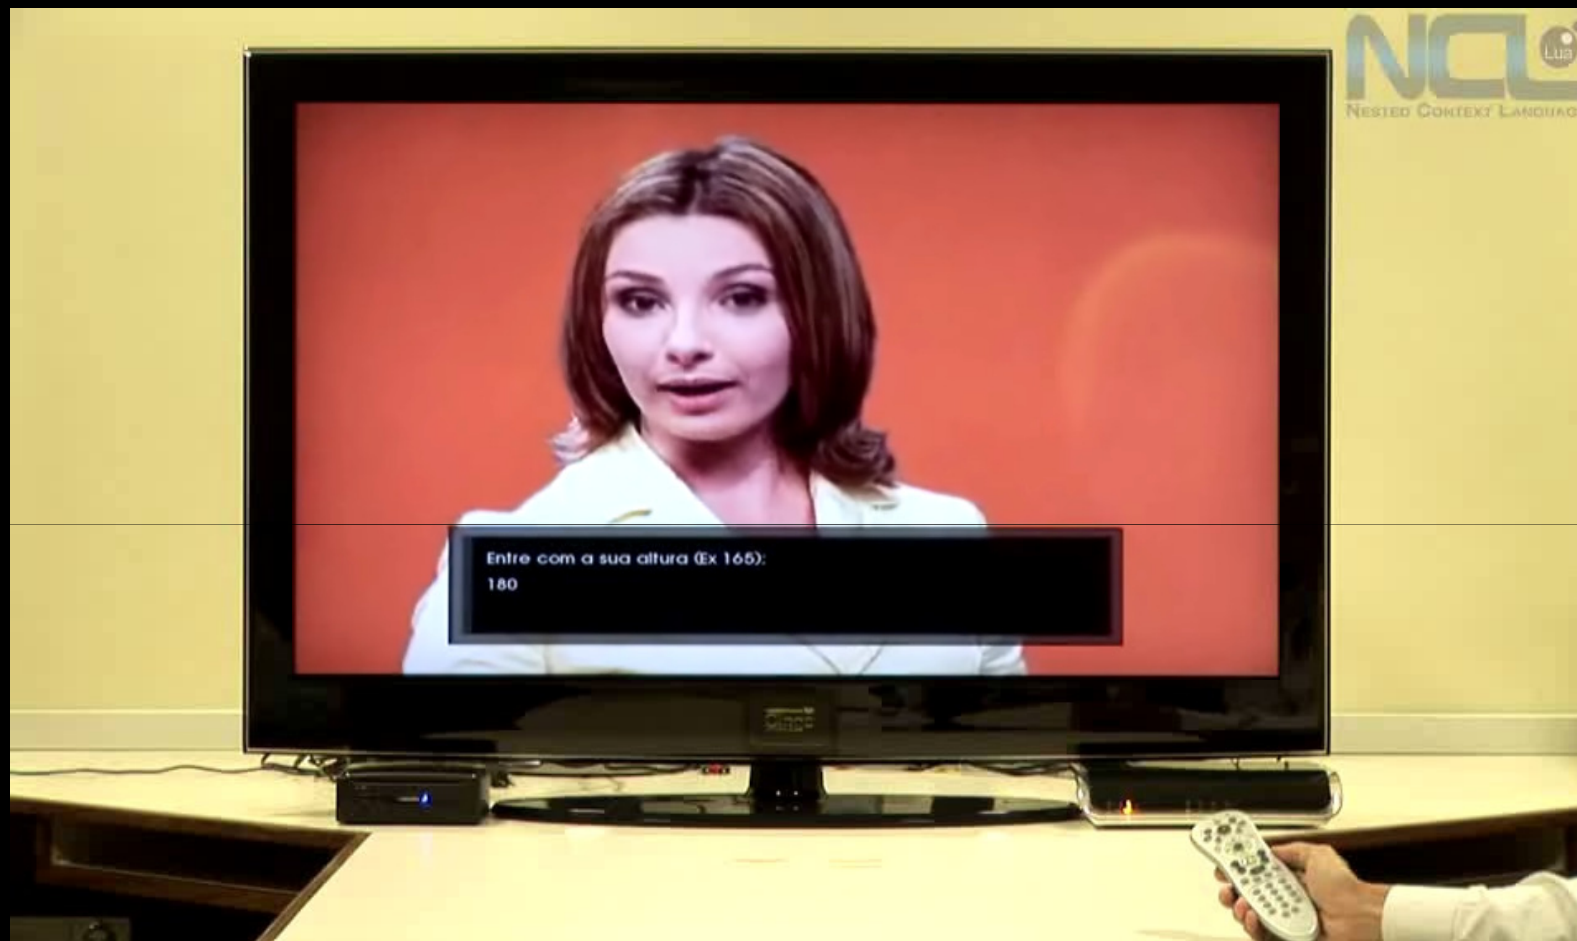 NCL
Lua
NESTED CONTEXT LANGUAG
Entre com a sua altura (Ex 165):
180